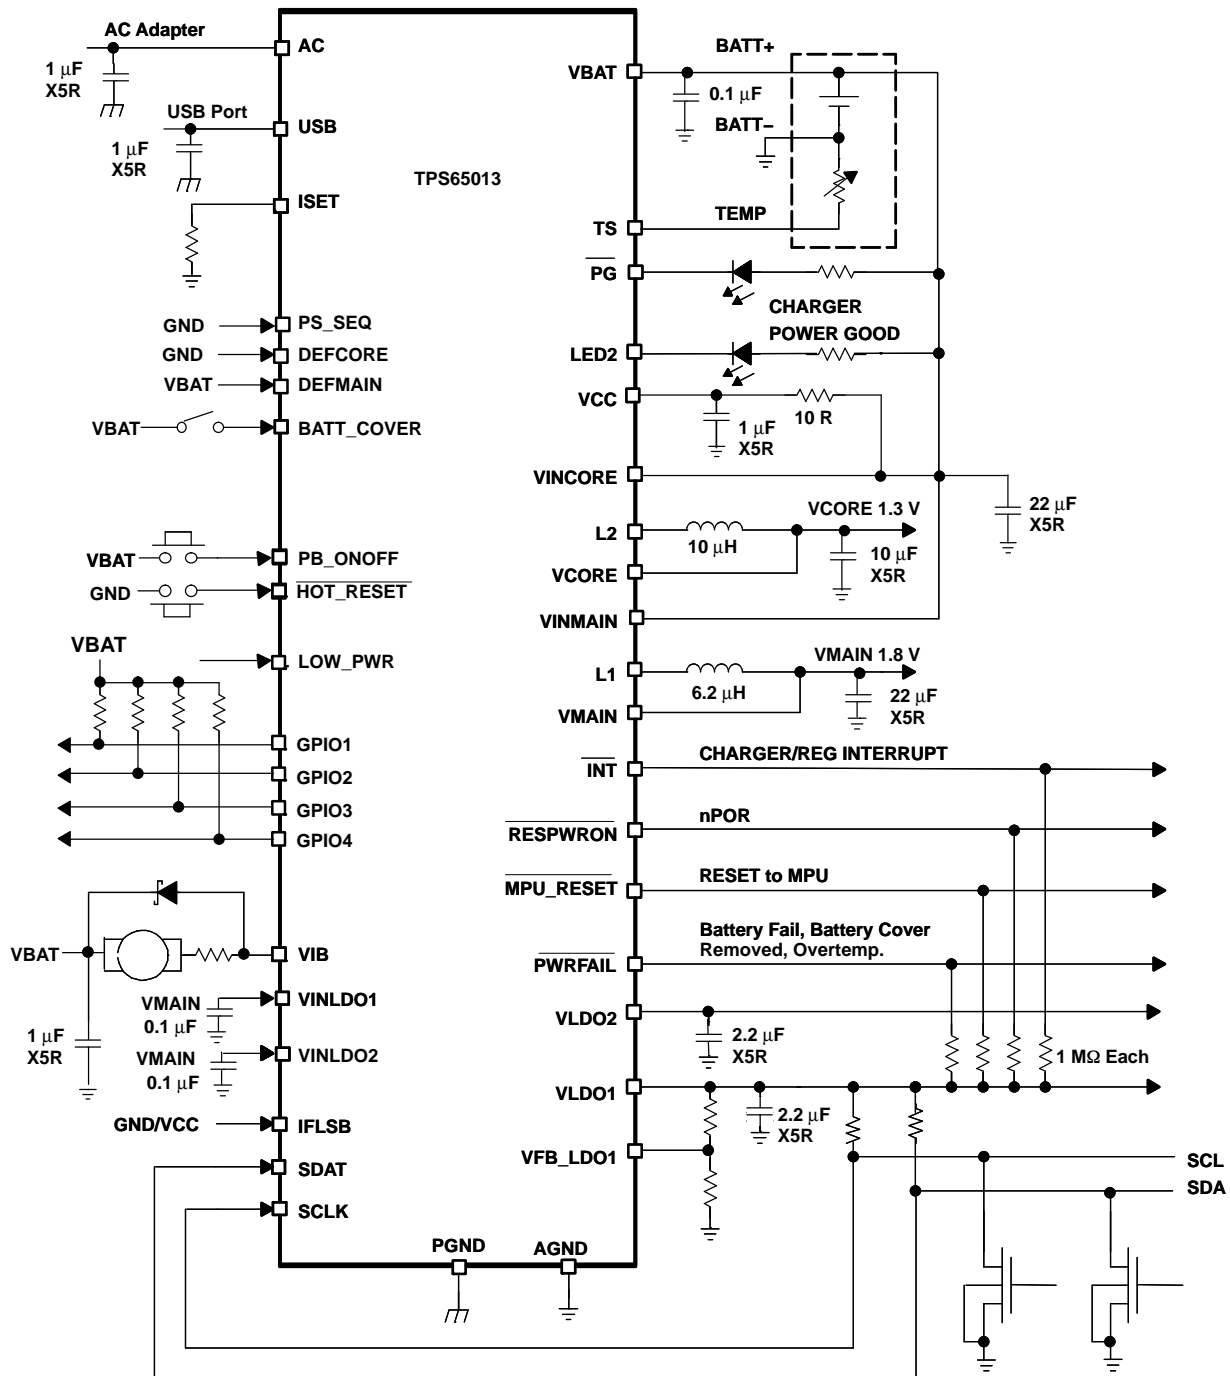 AC Adapter
AC
1 μF
X5R
USB Port
USB
1 μF
X5R
ISET
TPS65013
GND
PS_SEQ
GND
DEFCORE
VBAT
DEFMAIN
VBAT
BATT_COVER
VBAT
PB_ONOFF
GND
HOT_RESET
VBAT
LOW_PWR
GPIO1
GPIO2
GPIO3
GPIO4
VBAT
VIB
1 μF
X5R
VMAIN
0.1 μF
VINLDO1
VMAIN
0.1 μF
VINLDO2
GND/VCC
IFLSB
SDAT
SCLK
PGND
AGND
BATT+
VBAT
0.1 μF
BATT–
TEMP
TS
PG
CHARGER
POWER GOOD
LED2
VCC
10 R
1 μF
X5R
VINCORE
22 μF
X5R
VCORE 1.3 V
L2
10 μH
10 μF
X5R
VCORE
VINMAIN
VMAIN 1.8 V
L1
6.2 μH
22 μF
X5R
VMAIN
CHARGER/REG INTERRUPT
INT
nPOR
RESPWRON
RESET to MPU
MPU_RESET
Battery Fail, Battery Cover
Removed, Overtemp.
PWRFAIL
VLDO2
2.2 μF
X5R
1 MΩ Each
VLDO1
2.2 μF
X5R
VFB_LDO1
SCL
SDA